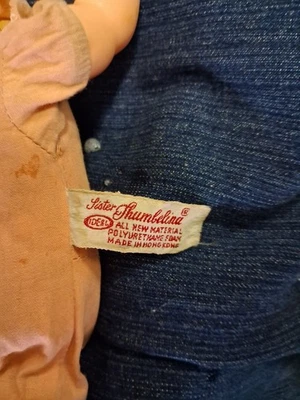 Sister Thumbelina®
IDEAL ALL NEW MATERIAL
POLYURETHANE FOAM
MADE IN HONG KONG